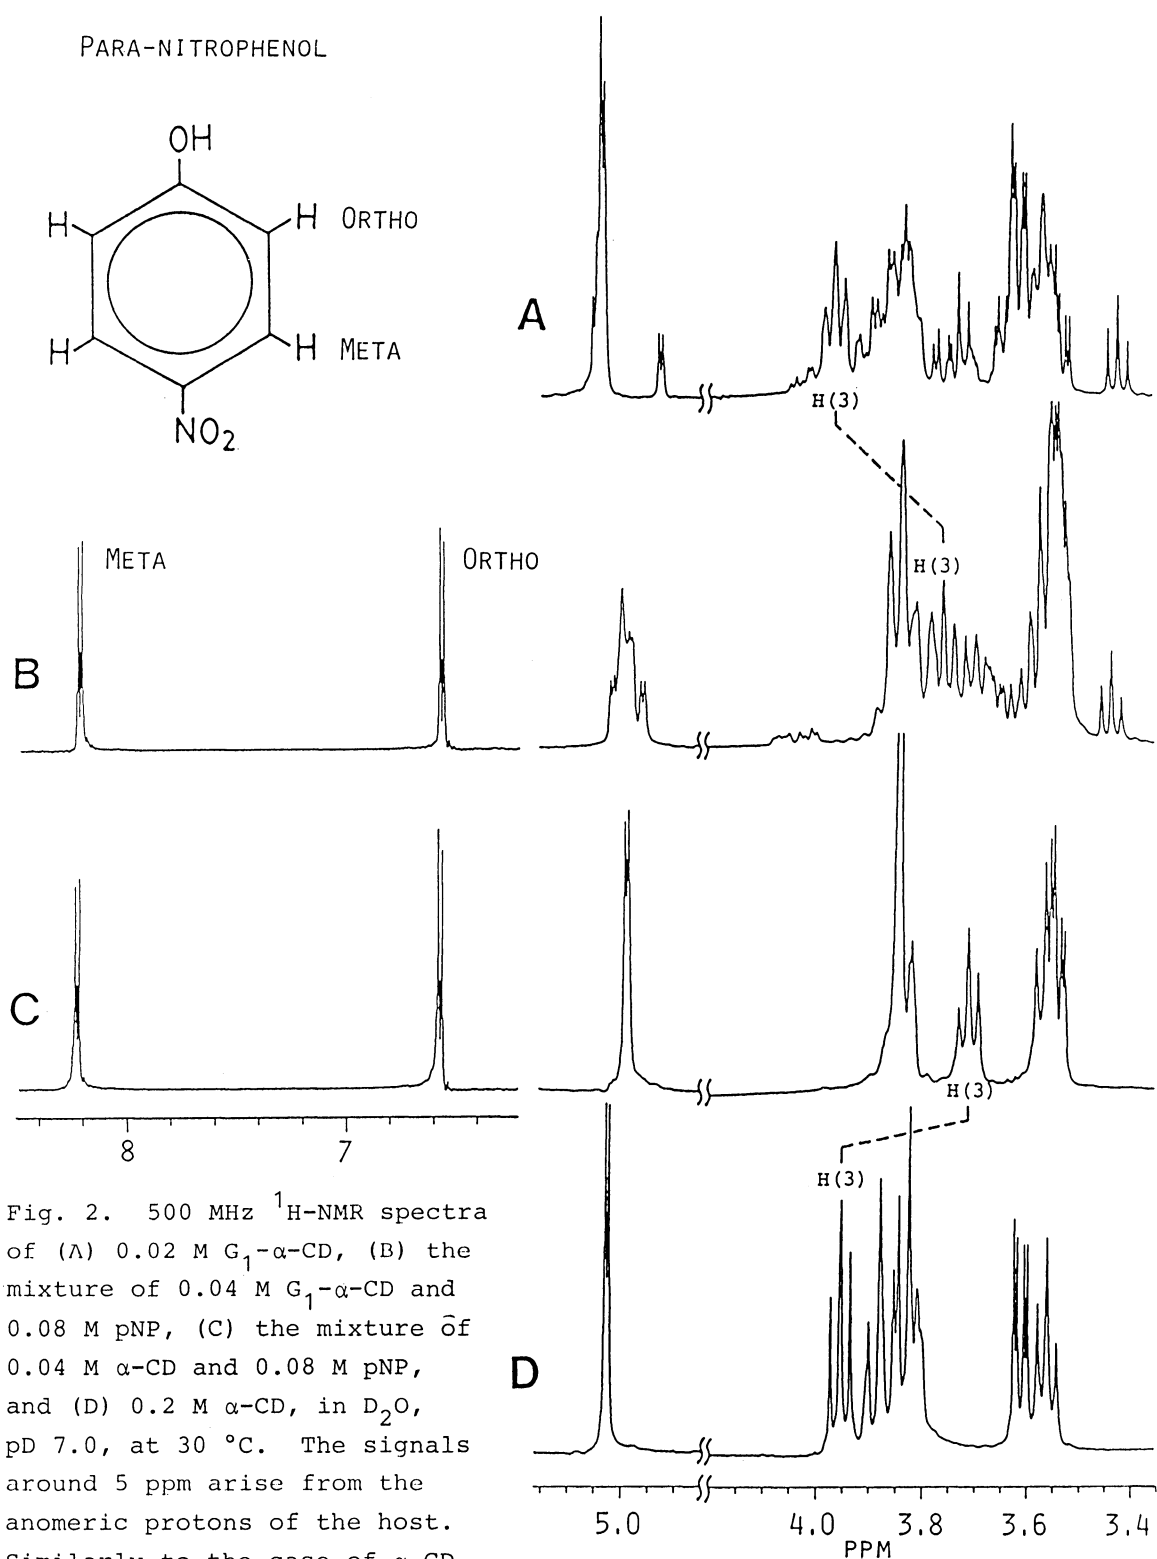 PARA-NITROPHENOL
OH
H
H ORTHO
H
H META
NO2
A
H(3)
META
ORTHO
H(3)
B
C
H(3)
8
7
H(3)
D
Fig. 2. 500 MHz 1H-NMR spectra
of (A) 0.02 M G1-α-CD, (B) the
mixture of 0.04 M G1-α-CD and
0.08 M pNP, (C) the mixture of
0.04 M α-CD and 0.08 M pNP,
and (D) 0.2 M α-CD, in D2O,
pD 7.0, at 30 °C. The signals
around 5 ppm arise from the
anomeric protons of the host.
5.0
4.0
3.8
3.6
3.4
PPM